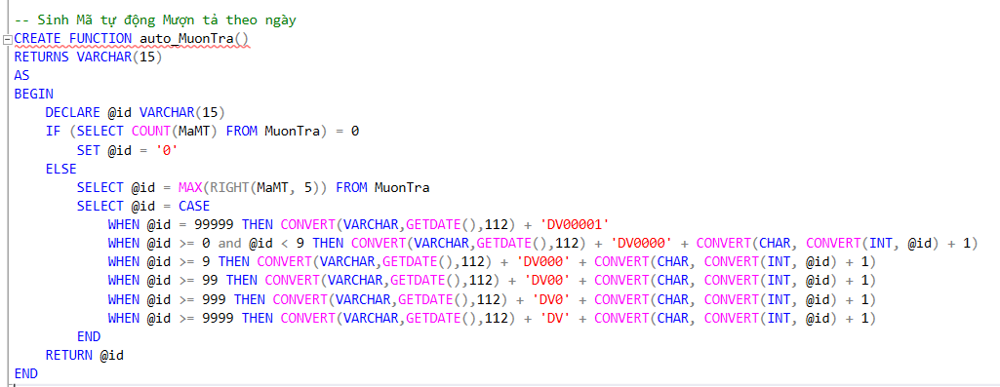 -- Sinh Mã tự động Mượn tả theo ngày
CREATE FUNCTION auto_MuonTra()
RETURNS VARCHAR(15)
AS
BEGIN
    DECLARE @id VARCHAR(15)
    IF (SELECT COUNT(MaMT) FROM MuonTra) = 0
        SET @id = '0'
    ELSE
        SELECT @id = MAX(RIGHT(MaMT, 5)) FROM MuonTra
        SELECT @id = CASE
            WHEN @id = 99999 THEN CONVERT(VARCHAR,GETDATE(),112) + 'DV00001'
            WHEN @id >= 0 and @id < 9 THEN CONVERT(VARCHAR,GETDATE(),112) + 'DV0000' + CONVERT(CHAR, CONVERT(INT, @id) + 1)
            WHEN @id >= 9 THEN CONVERT(VARCHAR,GETDATE(),112) + 'DV000' + CONVERT(CHAR, CONVERT(INT, @id) + 1)
            WHEN @id >= 99 THEN CONVERT(VARCHAR,GETDATE(),112) + 'DV00' + CONVERT(CHAR, CONVERT(INT, @id) + 1)
            WHEN @id >= 999 THEN CONVERT(VARCHAR,GETDATE(),112) + 'DV0' + CONVERT(CHAR, CONVERT(INT, @id) + 1)
            WHEN @id >= 9999 THEN CONVERT(VARCHAR,GETDATE(),112) + 'DV' + CONVERT(CHAR, CONVERT(INT, @id) + 1)
        END
    RETURN @id
END